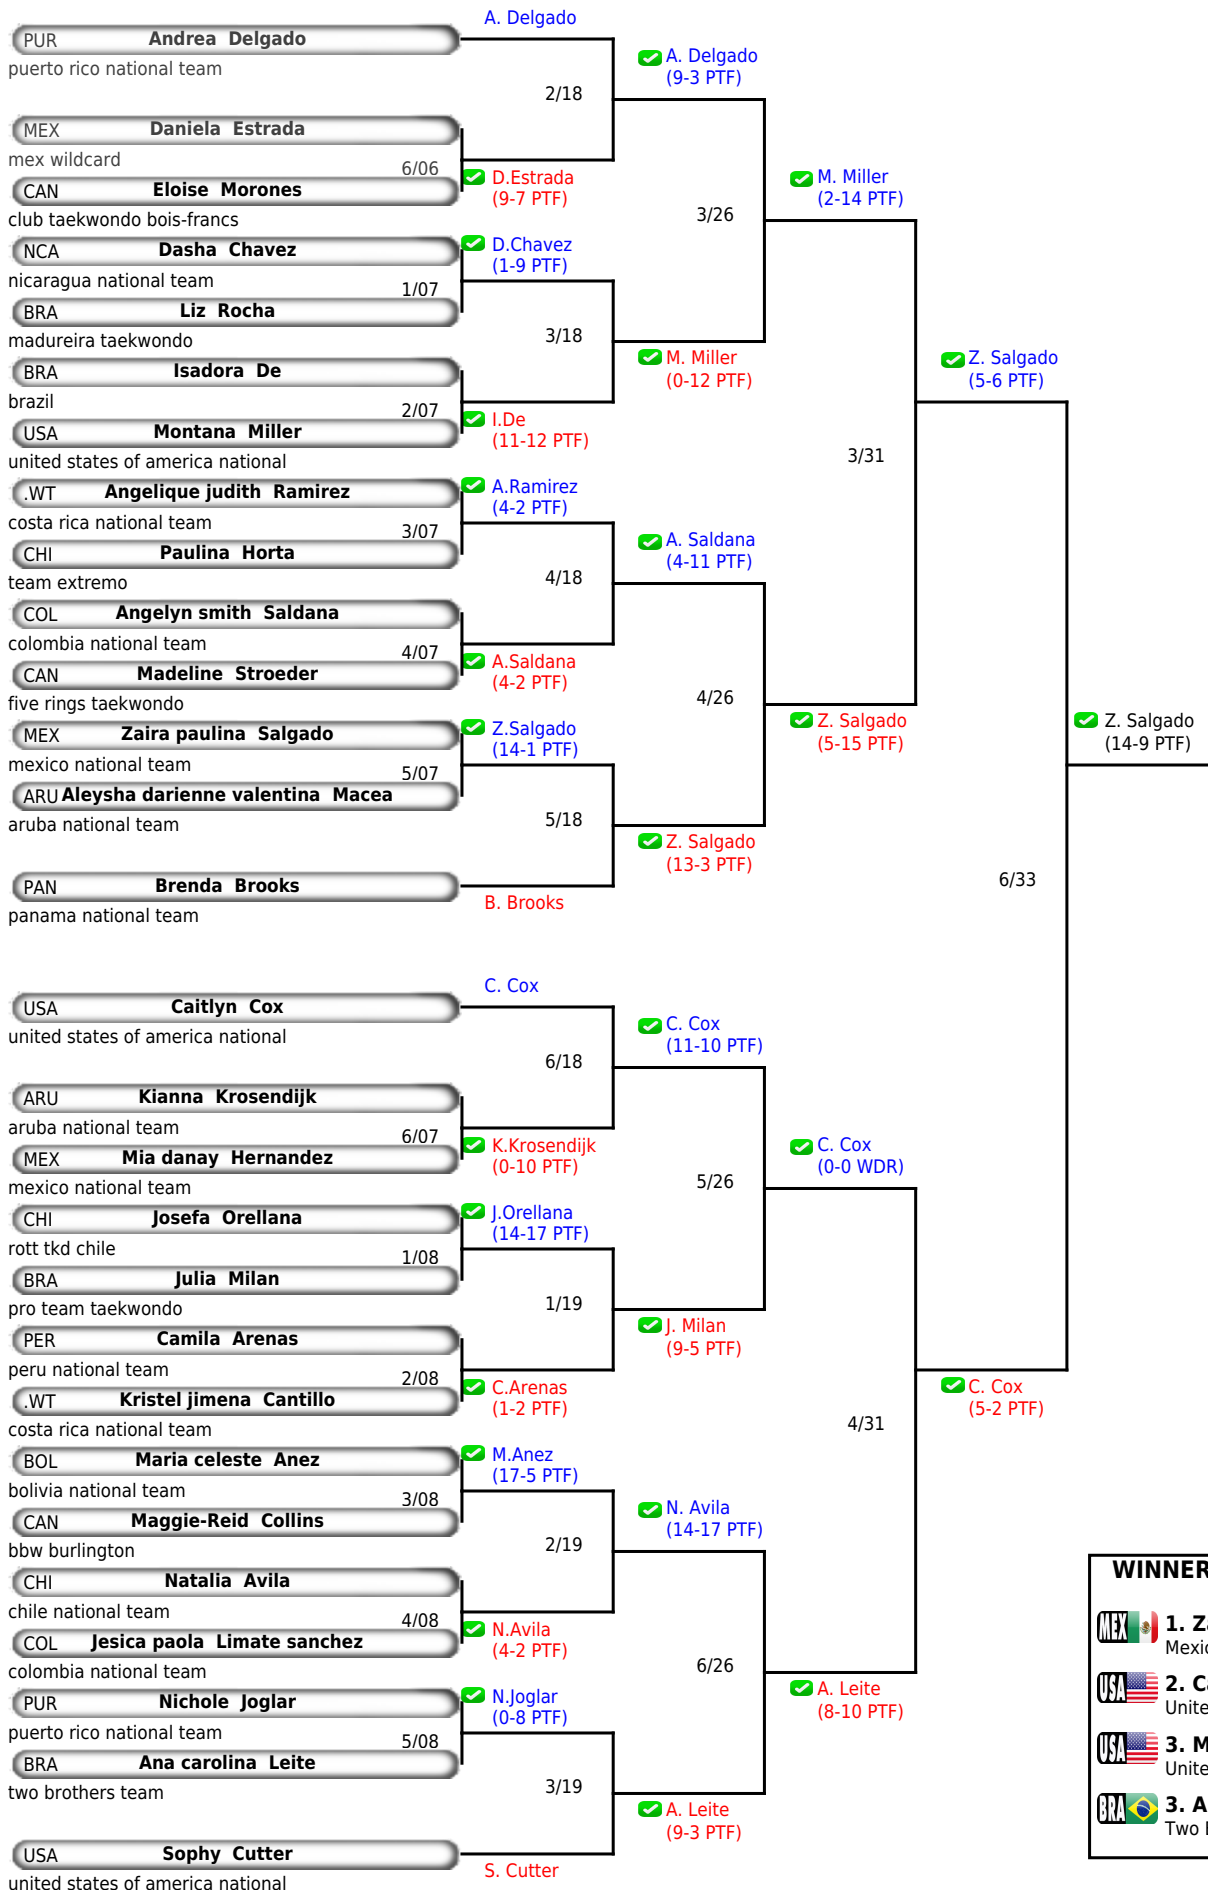 A. Delgado
PUR Andrea Delgado
puerto rico national team
A. Delgado
(9-3 PTF)
2/18
MEX Daniela Estrada
mex wildcard
6/06
D.Estrada
(9-7 PTF)
CAN Eloise Morones
club taekwondo bois-francs
M. Miller
(2-14 PTF)
3/26
NCA Dasha Chavez
nicaragua national team
D.Chavez
(1-9 PTF)
1/07
BRA Liz Rocha
madureira taekwondo
3/18
M. Miller
(0-12 PTF)
BRA Isadora De
brazil
2/07
I.De
(11-12 PTF)
USA Montana Miller
united states of america national
Z. Salgado
(5-6 PTF)
3/31
.WT Angelique judith Ramirez
costa rica national team
A.Ramirez
(4-2 PTF)
3/07
CHI Paulina Horta
team extremo
A. Saldana
(4-11 PTF)
4/18
COL Angelyn smith Saldana
colombia national team
4/07
A.Saldana
(4-2 PTF)
CAN Madeline Stroeder
five rings taekwondo
4/26
Z. Salgado
(5-15 PTF)
MEX Zaira paulina Salgado
mexico national team
Z.Salgado
(14-1 PTF)
5/07
ARU Aleysha darienne valentina Macea
aruba national team
5/18
Z. Salgado
(13-3 PTF)
Z. Salgado
(14-9 PTF)
6/33
PAN Brenda Brooks
panama national team
B. Brooks
C. Cox
USA Caitlyn Cox
united states of america national
C. Cox
(11-10 PTF)
6/18
ARU Kianna Krosendijk
aruba national team
6/07
K.Krosendijk
(0-10 PTF)
MEX Mia danay Hernandez
mexico national team
C. Cox
(0-0 WDR)
5/26
CHI Josefa Orellana
rott tkd chile
J.Orellana
(14-17 PTF)
1/08
BRA Julia Milan
pro team taekwondo
1/19
J. Milan
(9-5 PTF)
PER Camila Arenas
peru national team
2/08
C.Arenas
(1-2 PTF)
.WT Kristel jimena Cantillo
costa rica national team
C. Cox
(5-2 PTF)
4/31
BOL Maria celeste Anez
bolivia national team
M.Anez
(17-5 PTF)
3/08
CAN Maggie-Reid Collins
bbw burlington
N. Avila
(14-17 PTF)
2/19
CHI Natalia Avila
chile national team
4/08
N.Avila
(4-2 PTF)
COL Jesica paola Limate sanchez
colombia national team
6/26
A. Leite
(8-10 PTF)
PUR Nichole Joglar
puerto rico national team
N.Joglar
(0-8 PTF)
5/08
BRA Ana carolina Leite
two brothers team
3/19
A. Leite
(9-3 PTF)
USA Sophy Cutter
united states of america national
S. Cutter
WINNER
MEX 1. Za
Mexic
USA 2. Ca
Unite
USA 3. M
Unite
BRA 3. A
Two